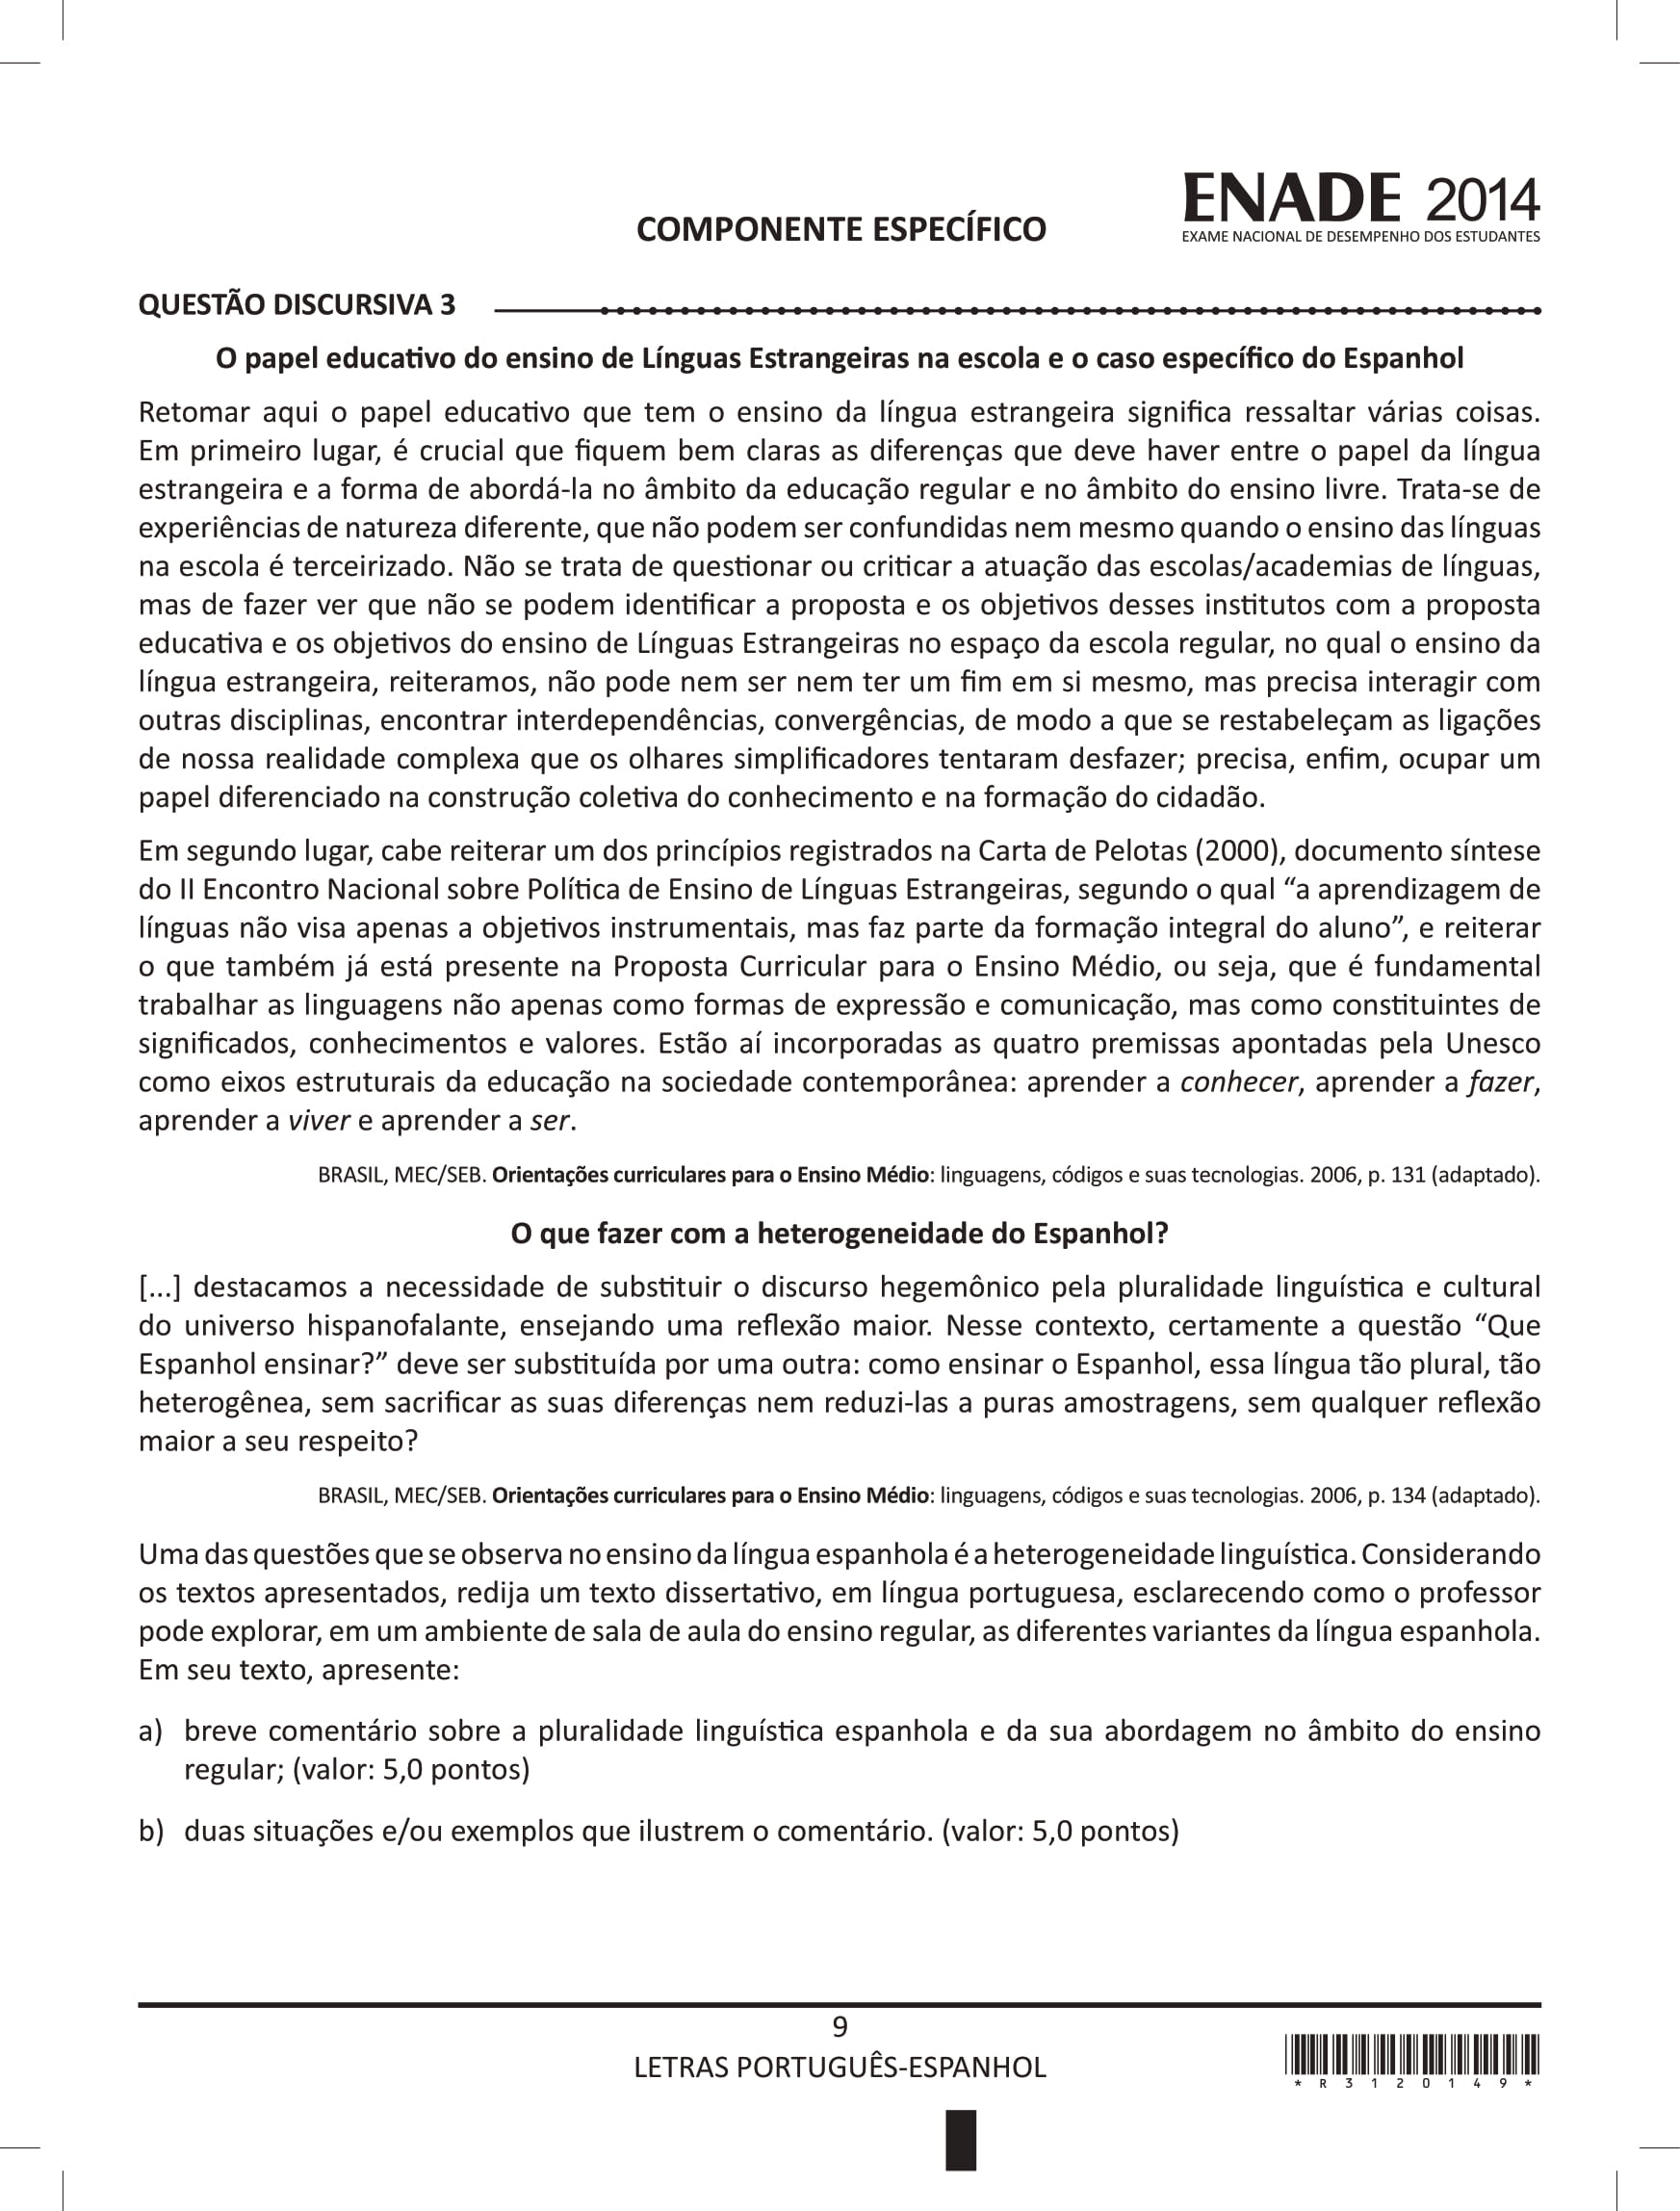 ENADE 2014
EXAME NACIONAL DE DESEMPENHO DOS ESTUDANTES
COMPONENTE ESPECÍFICO
QUESTÃO DISCURSIVA 3
O papel educativo do ensino de Línguas Estrangeiras na escola e o caso específico do Espanhol
Retomar aqui o papel educativo que tem o ensino da língua estrangeira significa ressaltar várias coisas.
Em primeiro lugar, é crucial que fiquem bem claras as diferenças que deve haver entre o papel da língua
estrangeira e a forma de abordá-la no âmbito da educação regular e no âmbito do ensino livre. Trata-se de
experiências de natureza diferente, que não podem ser confundidas nem mesmo quando o ensino das línguas
na escola é terceirizado. Não se trata de questionar ou criticar a atuação das escolas/academias de línguas,
mas de fazer ver que não se podem identificar a proposta e os objetivos desses institutos com a proposta
educativa e os objetivos do ensino de Línguas Estrangeiras no espaço da escola regular, no qual o ensino da
língua estrangeira, reiteramos, não pode nem ser nem ter um fim em si mesmo, mas precisa interagir com
outras disciplinas, encontrar interdependências, convergências, de modo a que se restabeleçam as ligações
de nossa realidade complexa que os olhares simplificadores tentaram desfazer; precisa, enfim, ocupar um
papel diferenciado na construção coletiva do conhecimento e na formação do cidadão.
Em segundo lugar, cabe reiterar um dos princípios registrados na Carta de Pelotas (2000), documento síntese
do II Encontro Nacional sobre Política de Ensino de Línguas Estrangeiras, segundo o qual “a aprendizagem de
línguas não visa apenas a objetivos instrumentais, mas faz parte da formação integral do aluno”, e reiterar
o que também já está presente na Proposta Curricular para o Ensino Médio, ou seja, que é fundamental
trabalhar as linguagens não apenas como formas de expressão e comunicação, mas como constituintes de
significados, conhecimentos e valores. Estão aí incorporadas as quatro premissas apontadas pela Unesco
como eixos estruturais da educação na sociedade contemporânea: aprender a conhecer, aprender a fazer,
aprender a viver e aprender a ser.
BRASIL, MEC/SEB. Orientações curriculares para o Ensino Médio: linguagens, códigos e suas tecnologias. 2006, p. 131 (adaptado).
O que fazer com a heterogeneidade do Espanhol?
[...] destacamos a necessidade de substituir o discurso hegemônico pela pluralidade linguística e cultural
do universo hispanofalante, ensejando uma reflexão maior. Nesse contexto, certamente a questão “Que
Espanhol ensinar?” deve ser substituída por uma outra: como ensinar o Espanhol, essa língua tão plural, tão
heterogênea, sem sacrificar as suas diferenças nem reduzi-las a puras amostragens, sem qualquer reflexão
maior a seu respeito?
BRASIL, MEC/SEB. Orientações curriculares para o Ensino Médio: linguagens, códigos e suas tecnologias. 2006, p. 134 (adaptado).
Uma das questões que se observa no ensino da língua espanhola é a heterogeneidade linguística. Considerando
os textos apresentados, redija um texto dissertativo, em língua portuguesa, esclarecendo como o professor
pode explorar, em um ambiente de sala de aula do ensino regular, as diferentes variantes da língua espanhola.
Em seu texto, apresente:
a) breve comentário sobre a pluralidade linguística espanhola e da sua abordagem no âmbito do ensino
regular; (valor: 5,0 pontos)
b) duas situações e/ou exemplos que ilustrem o comentário. (valor: 5,0 pontos)
9
LETRAS PORTUGUÊS-ESPANHOL
* R 3 1 2 0 1 4 9 *